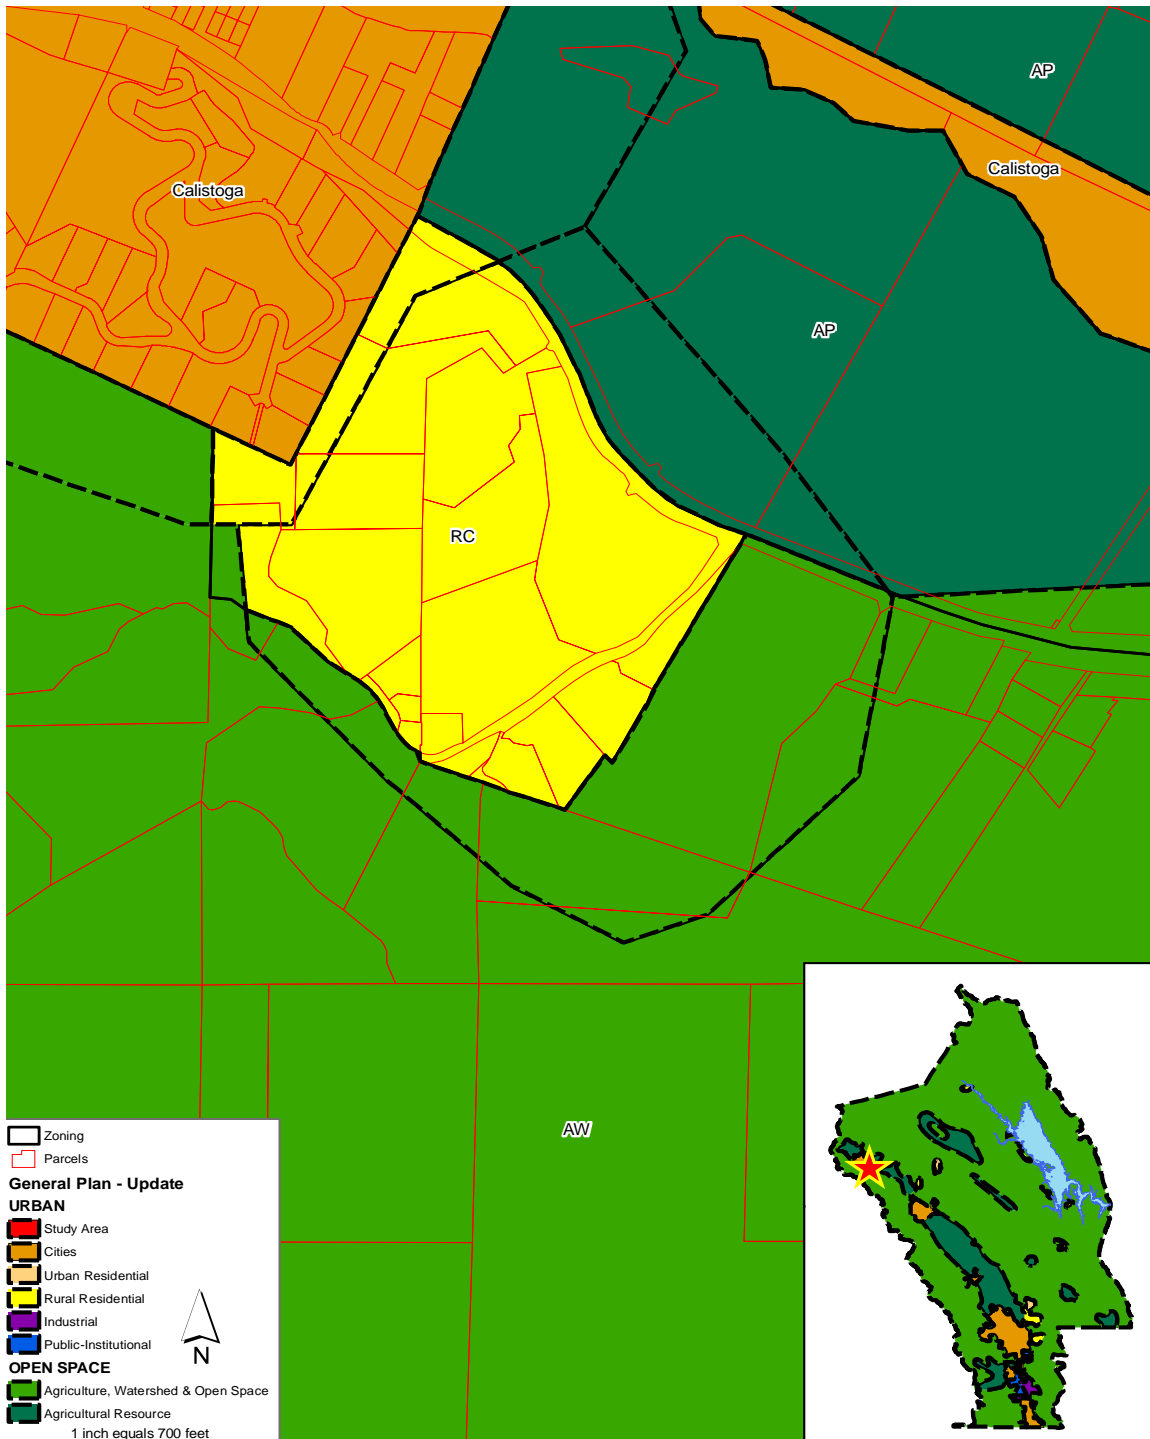 AP
Calistoga
Calistoga
AP
RC
AW
Zoning
Parcels
General Plan - Update
URBAN
Study Area
Cities
Urban Residential
Rural Residential
Industrial
Public-Institutional
N
OPEN SPACE
Agriculture, Watershed & Open Space
Agricultural Resource
1 inch equals 700 feet